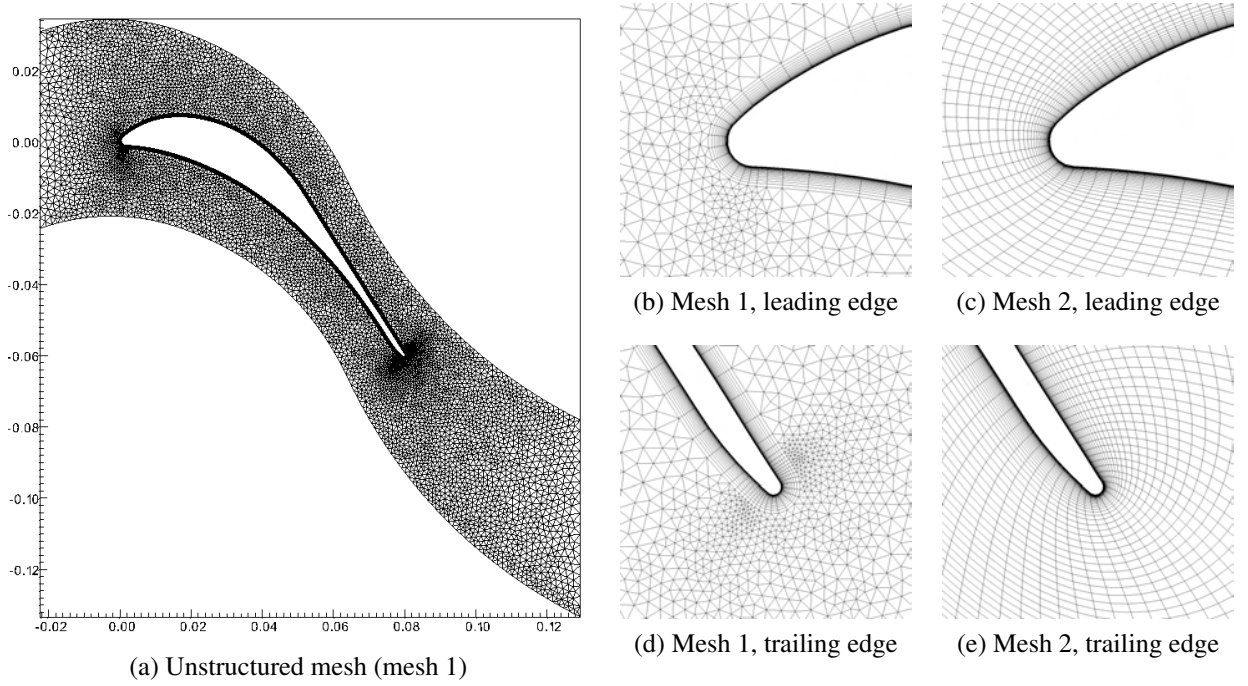 0.02
0.00
-0.02
-0.04
-0.06
-0.08
-0.10
-0.12
-0.02 0.00 0.02 0.04 0.06 0.08 0.10 0.12
(a) Unstructured mesh (mesh 1)
(b) Mesh 1, leading edge
(c) Mesh 2, leading edge
(d) Mesh 1, trailing edge
(e) Mesh 2, trailing edge